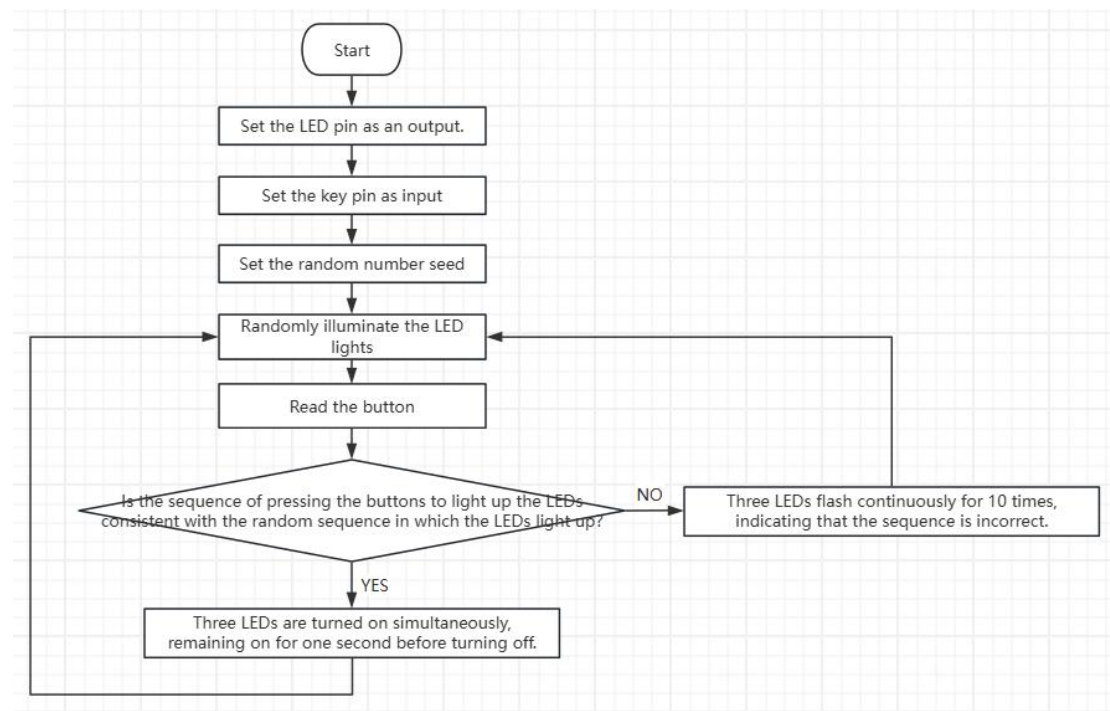 Start
Set the LED pin as an output.
Set the key pin as input
Set the random number seed
Randomly illuminate the LED
lights
Read the button
Is the sequence of pressing the buttons to light up the LEDs
consistent with the random sequence in which the LEDs light up?
NO
Three LEDs flash continuously for 10 times,
indicating that the sequence is incorrect.
YES
Three LEDs are turned on simultaneously,
remaining on for one second before turning off.